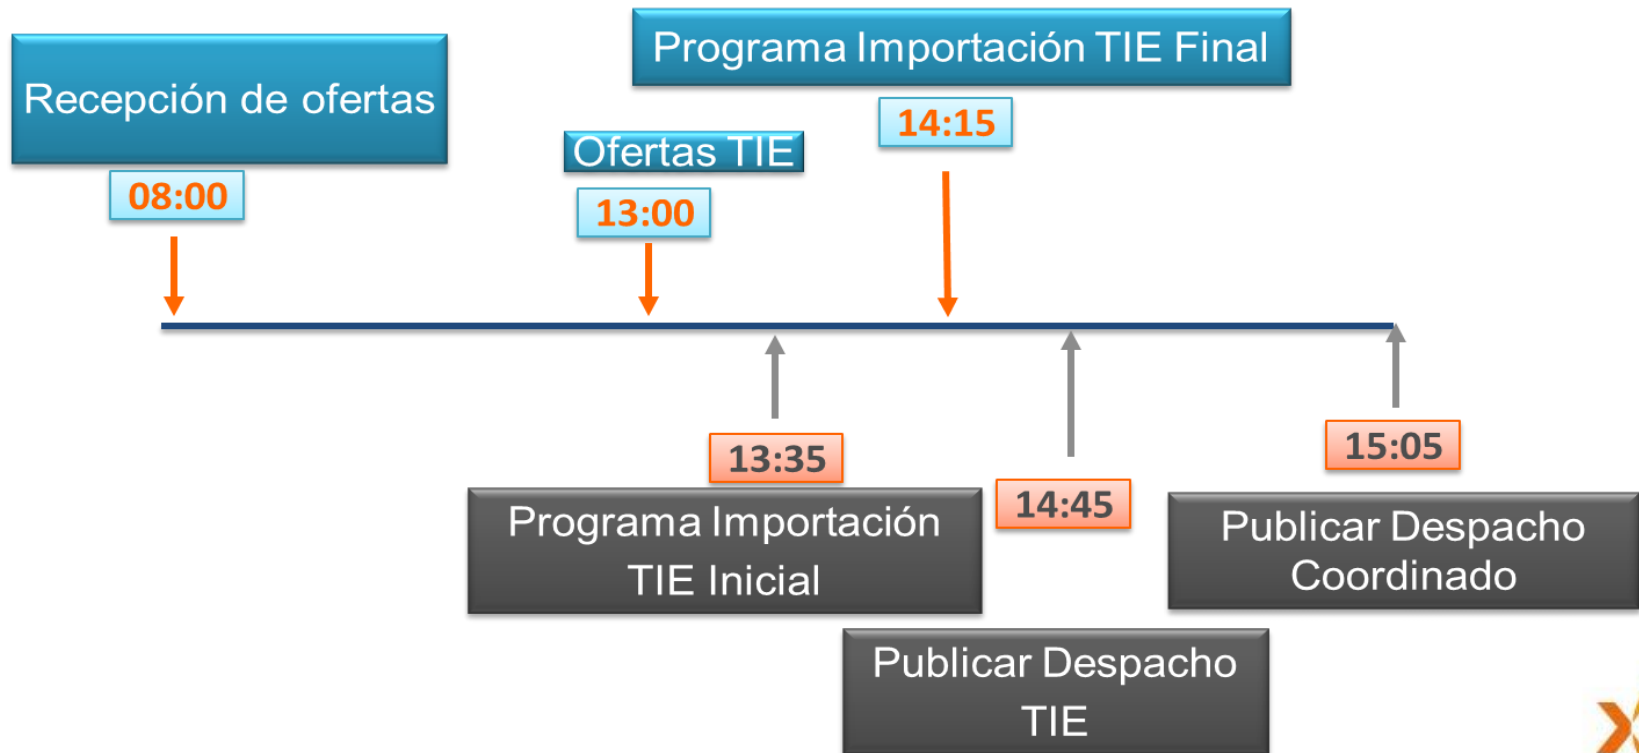 Recepción de ofertas
08:00
Ofertas TIE
13:00
Programa Importación TIE Final
14:15
13:35
Programa Importación
TIE Inicial
14:45
Publicar Despacho
TIE
15:05
Publicar Despacho
Coordinado